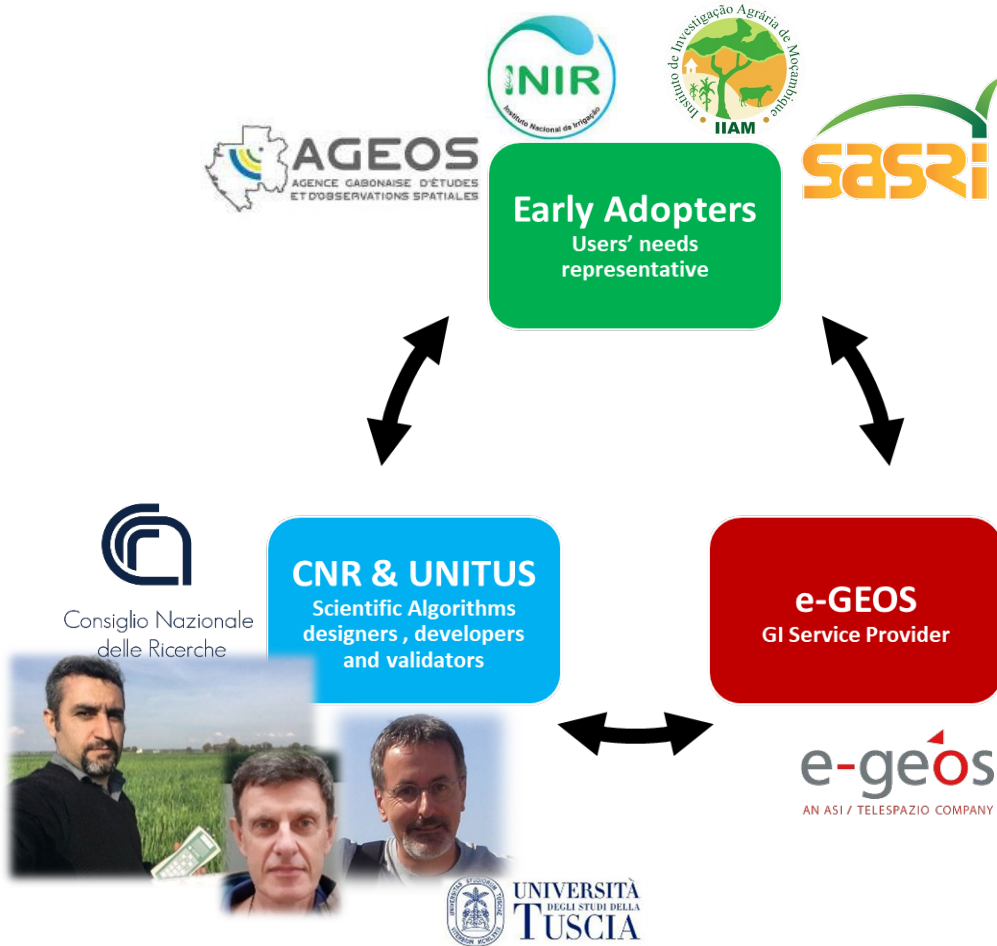 INIR
Instituto Nacional de Irrigação
Instituto de Investigação Agrária de Moçambique
IIAM
AGEOS
AGENCE GABONAISE D'ÉTUDES
ET D'OBSERVATIONS SPATIALES
sasri
Early Adopters
Users' needs
representative
CNR & UNITUS
Scientific Algorithms
designers , developers
and validators
e-GEOS
GI Service Provider
Consiglio Nazionale
delle Ricerche
e-geos
AN ASI / TELESPAZIO COMPANY
UNIVERSITÀ
DEGLI STUDI DELLA
TUSCIA